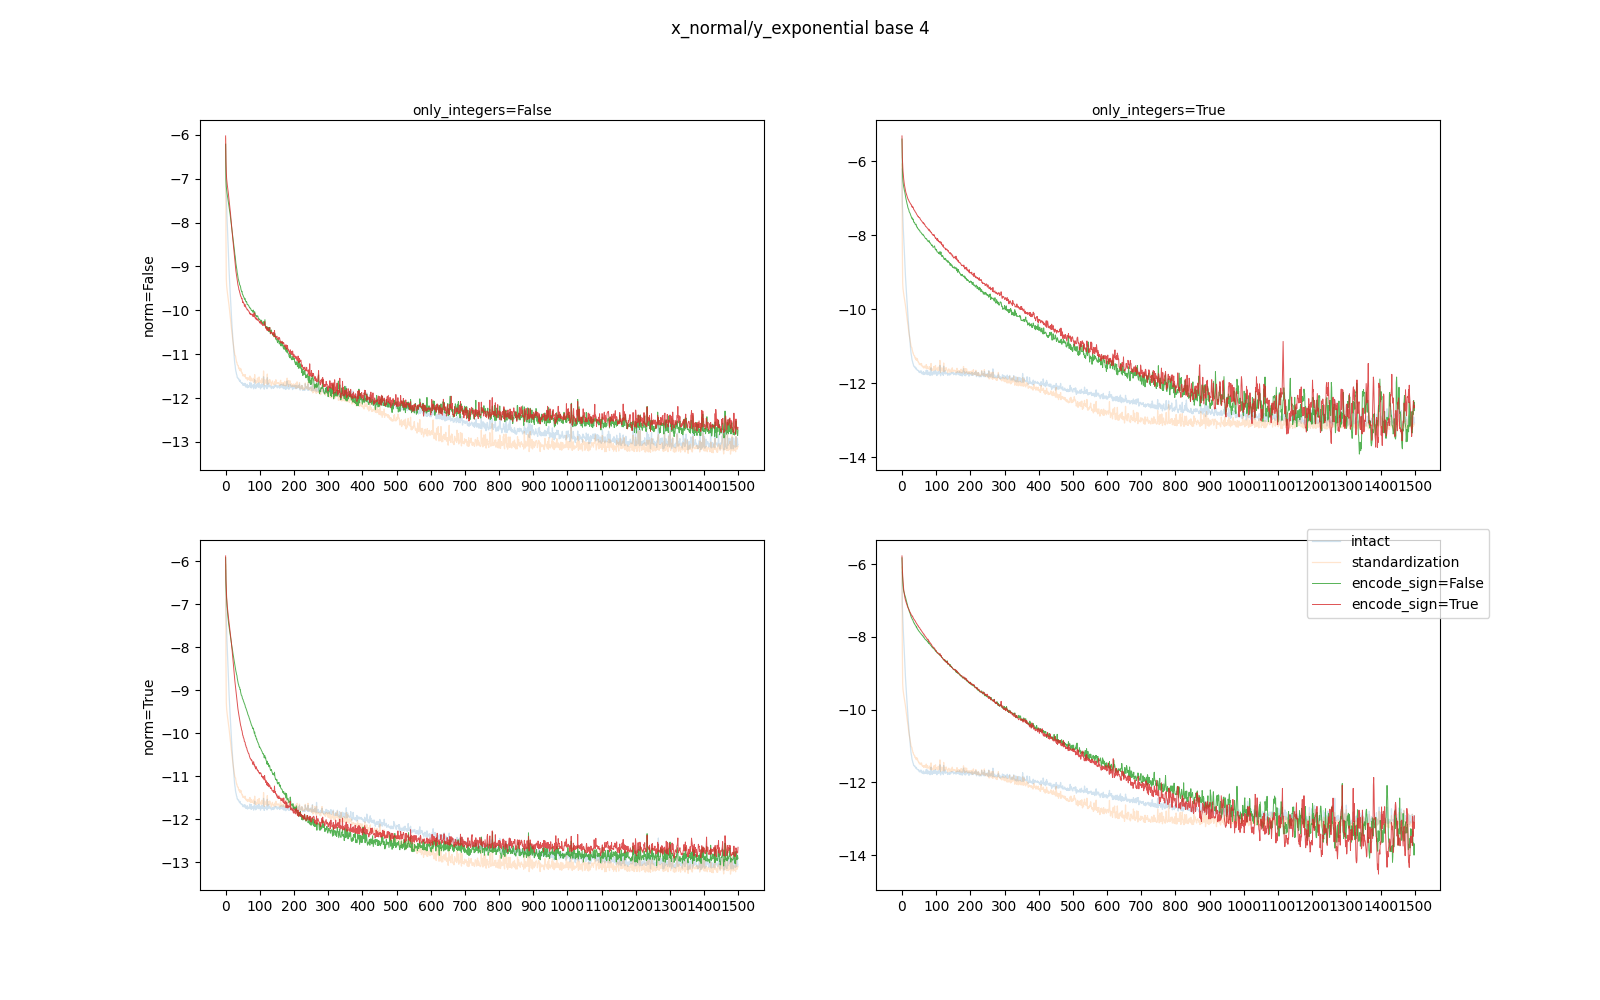 x_normal/y_exponential base 4
only_integers=False
only_integers=True
norm=False
−6
−7
−8
−9
−10
−11
−12
−13
0 100 200 300 400 500 600 700 800 900 1000 1100 1200 1300 1400 1500
−6
−8
−10
−12
−14
0 100 200 300 400 500 600 700 800 900 1000 1100 1200 1300 1400 1500
norm=True
−6
−7
−8
−9
−10
−11
−12
−13
0 100 200 300 400 500 600 700 800 900 1000 1100 1200 1300 1400 1500
−6
−8
−10
−12
−14
0 100 200 300 400 500 600 700 800 900 1000 1100 1200 1300 1400 1500
intact
standardization
encode_sign=False
encode_sign=True